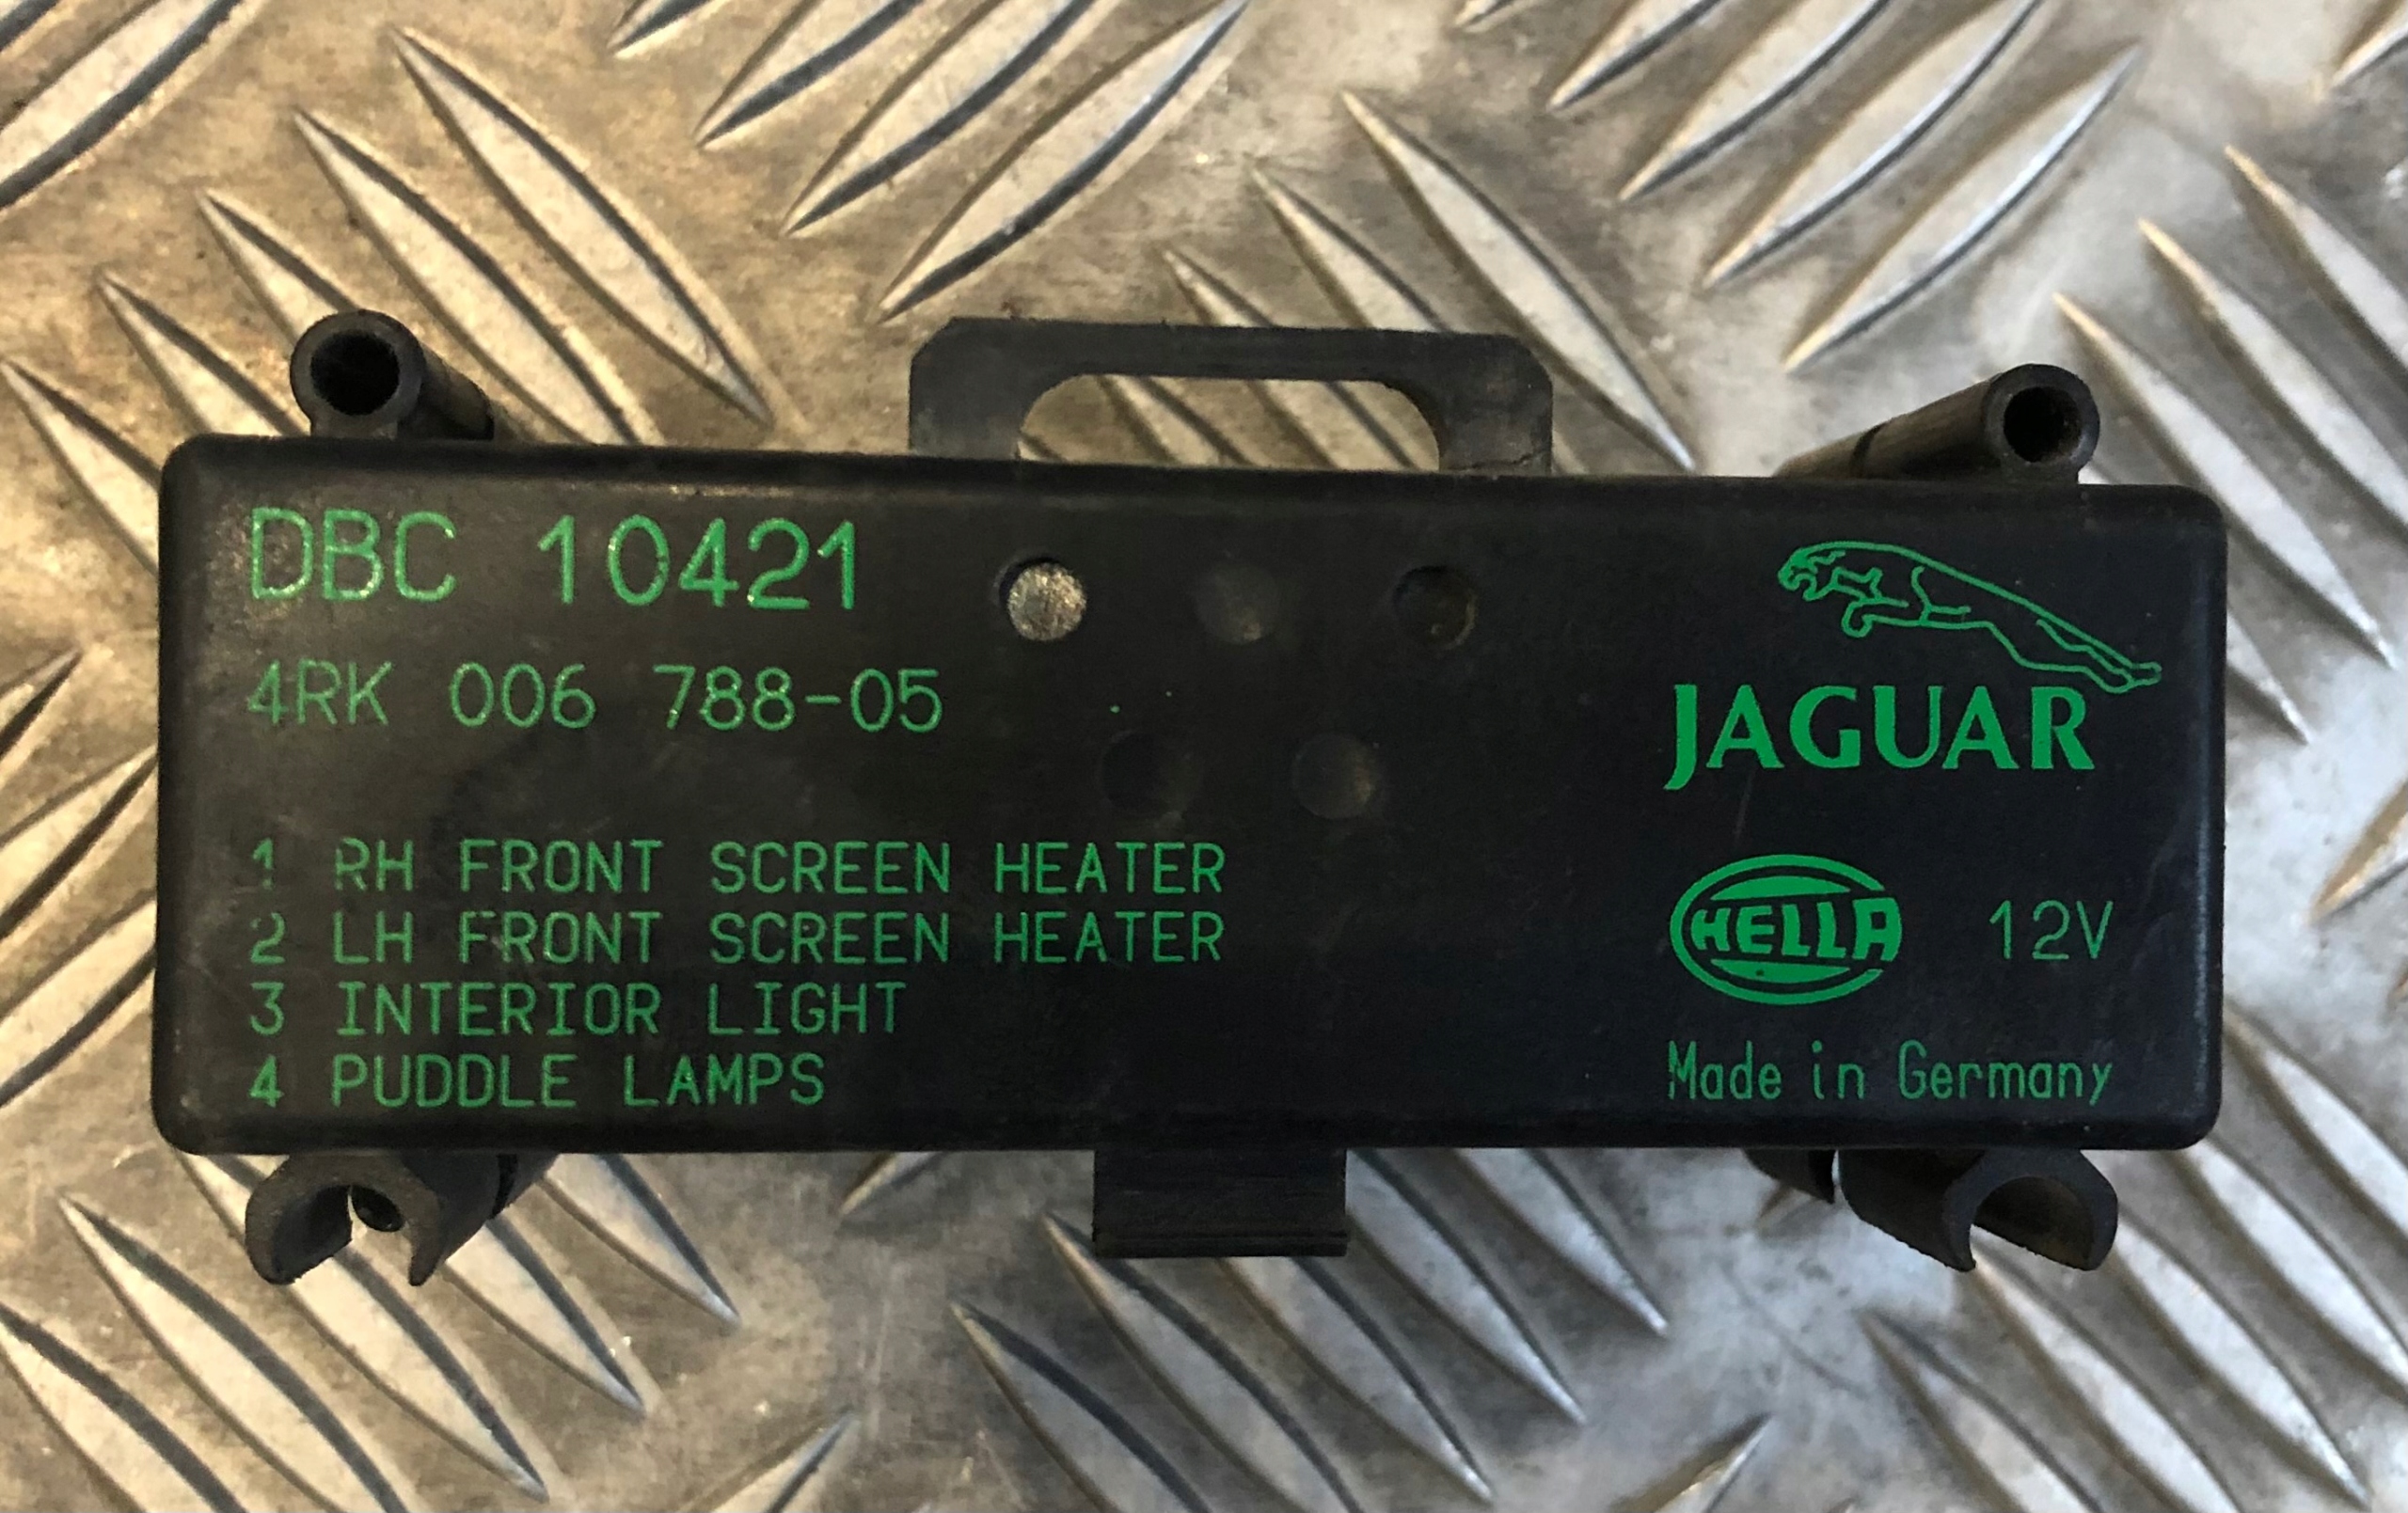 DBC 10421
4RK 006 788-05
1 RH FRONT SCREEN HEATER
2 LH FRONT SCREEN HEATER
3 INTERIOR LIGHT
4 PUDDLE LAMPS
JAGUAR
HELLA 12V
Made in Germany